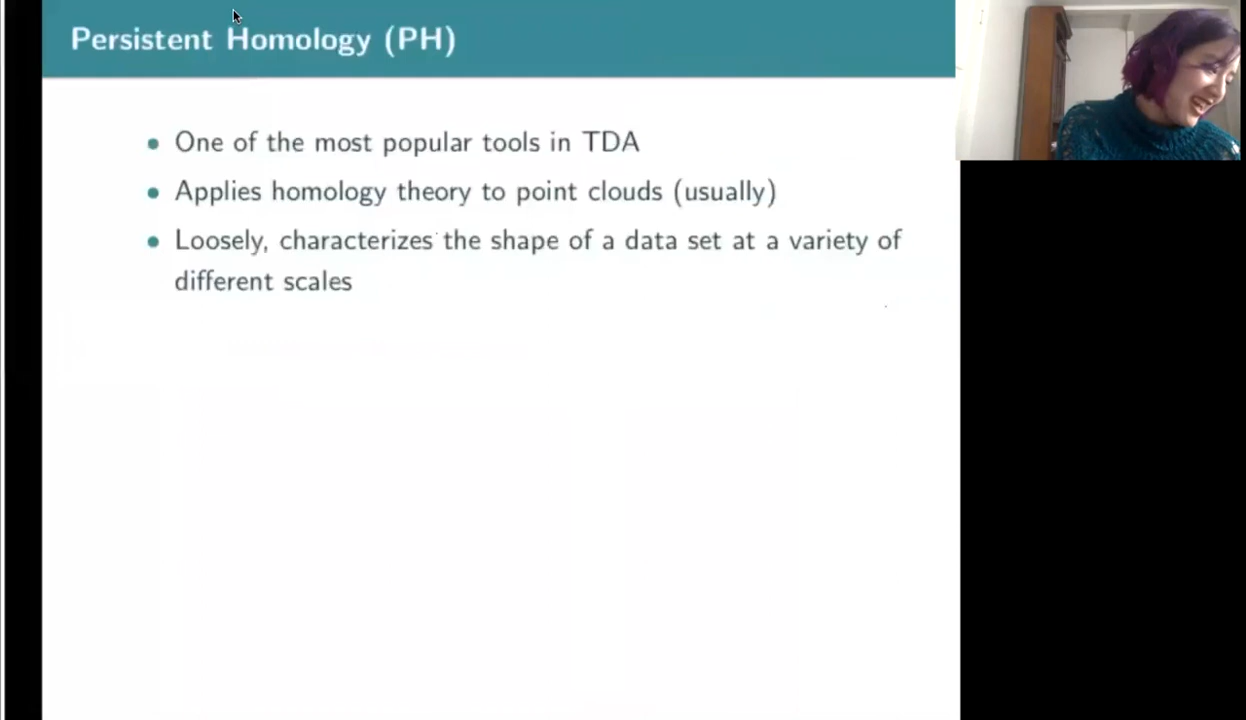 Persistent Homology (PH)
• One of the most popular tools in TDA
• Applies homology theory to point clouds (usually)
• Loosely, characterizes the shape of a data set at a variety of
different scales